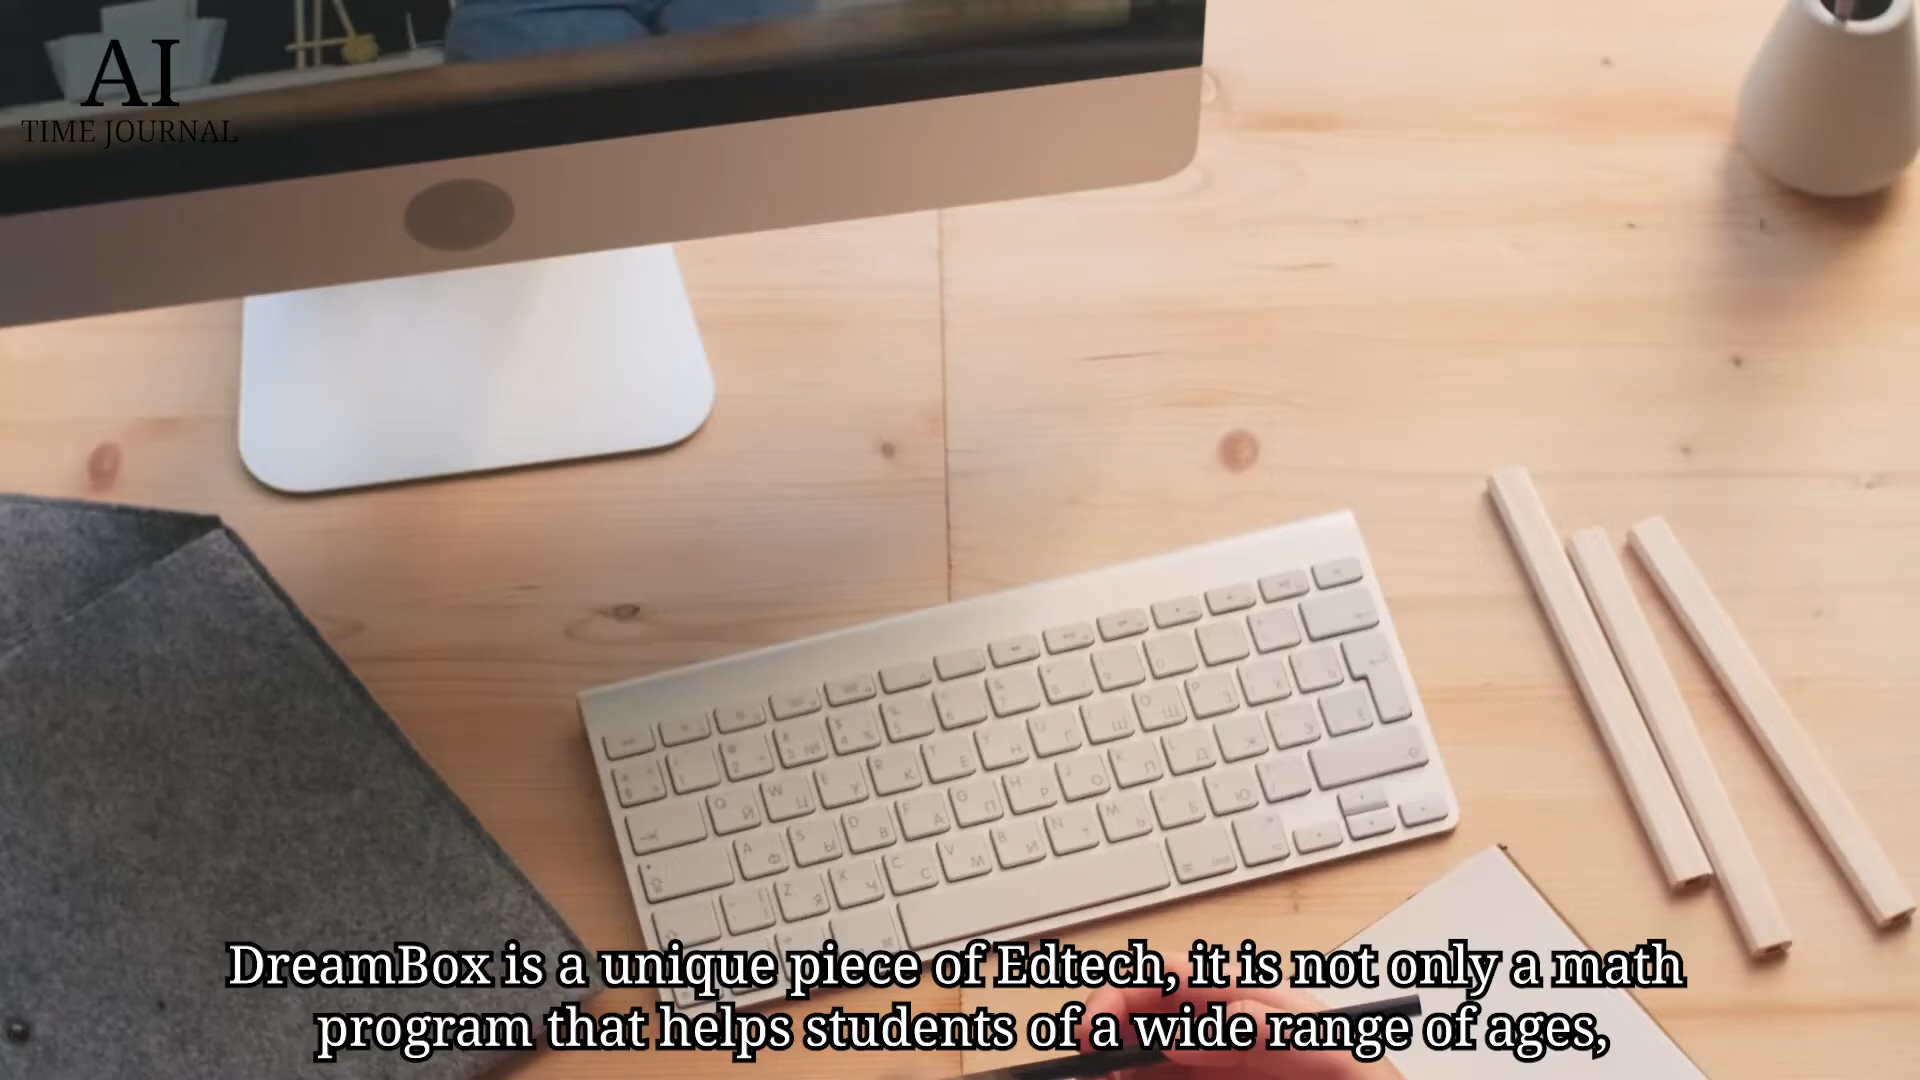 AI
TIME JOURNAL
DreamBox is a unique piece of Edtech, it is not only a math
program that helps students of a wide range of ages,